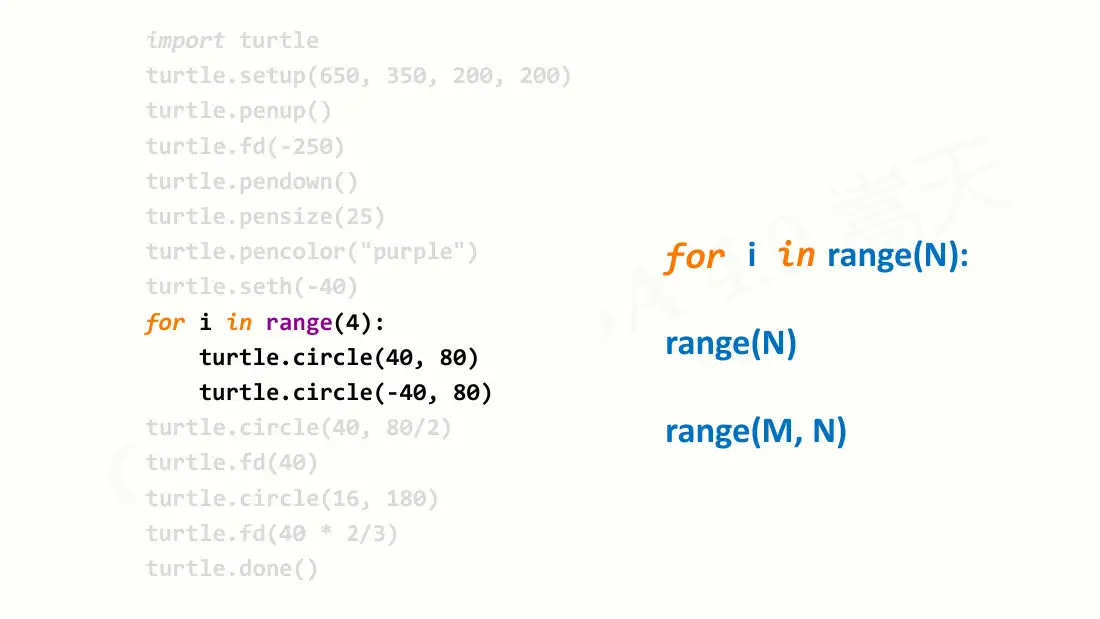 import turtle
turtle.setup(650, 350, 200, 200)
turtle.penup()
turtle.fd(-250)
turtle.pendown()
turtle.pensize(25)
turtle.pencolor("purple")
turtle.seth(-40)
for i in range(4):
    turtle.circle(40, 80)
    turtle.circle(-40, 80)
turtle.circle(40, 80/2)
turtle.fd(40)
turtle.circle(16, 180)
turtle.fd(40 * 2/3)
turtle.done()
for i in range(N):
range(N)
range(M, N)
嵩天